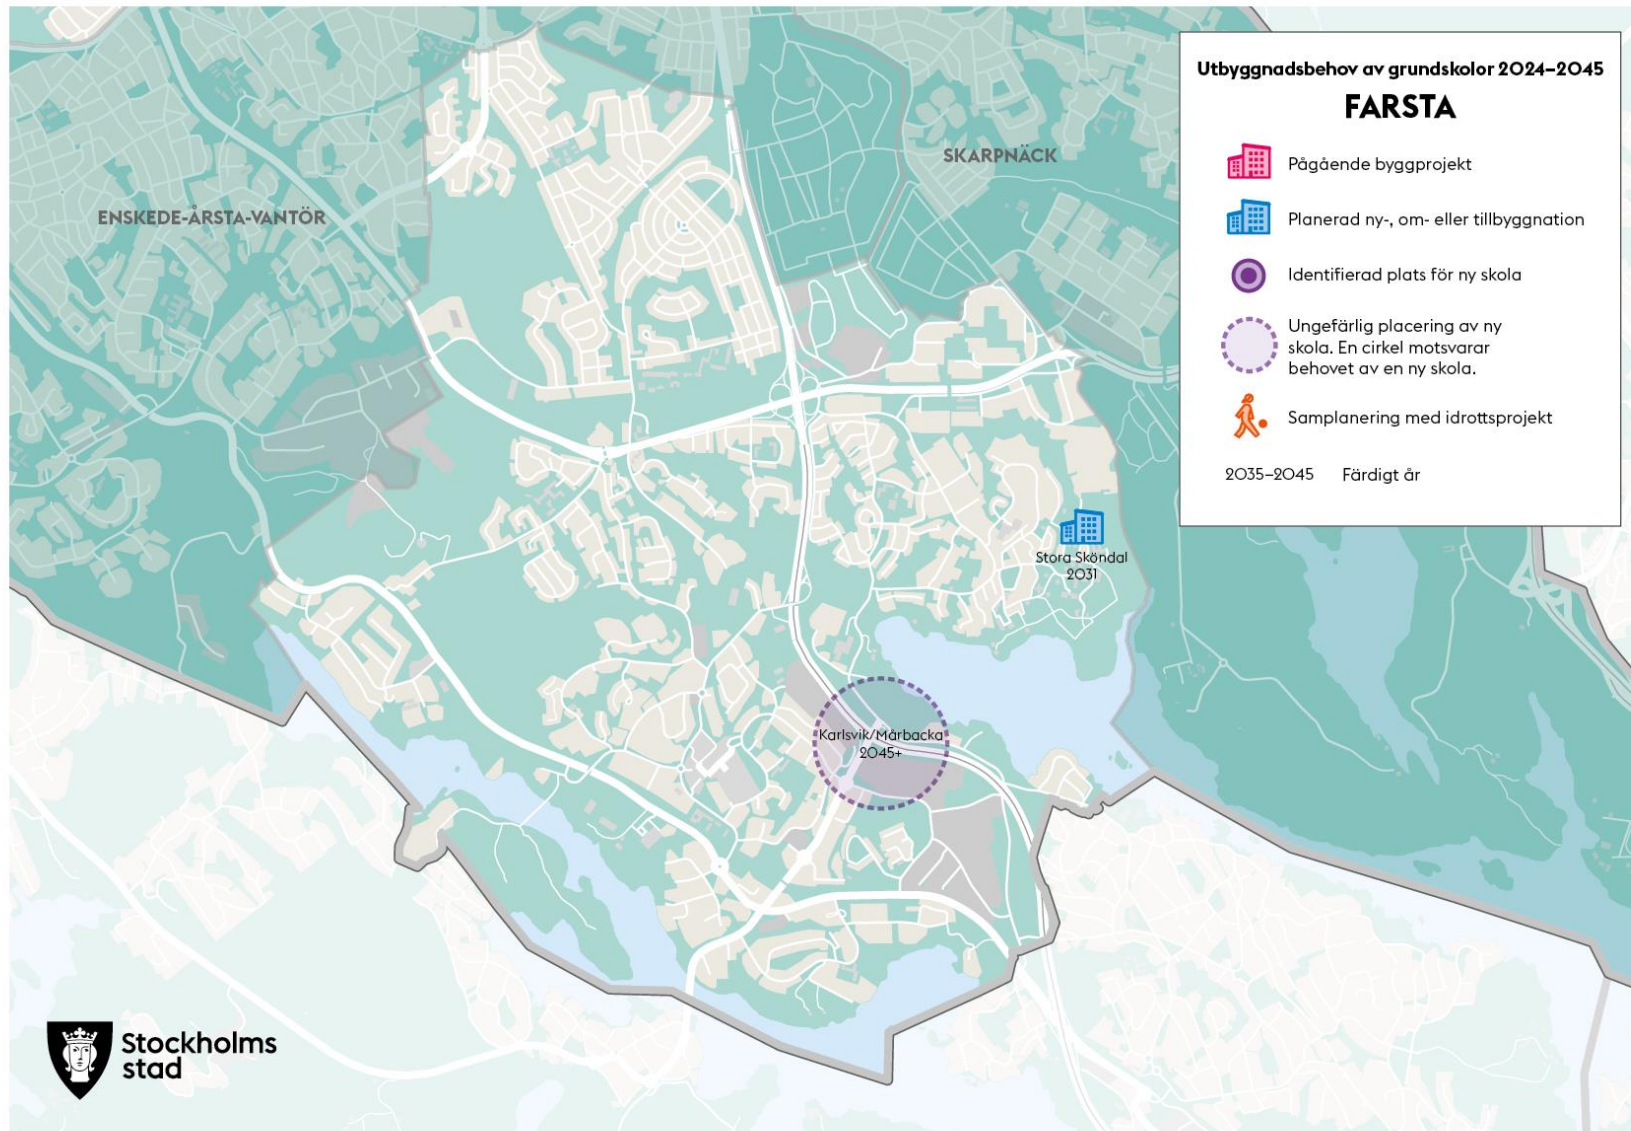 Utbyggnadsbehov av grundskolor 2024–2045
FARSTA
Pågående byggprojekt
Planerad ny-, om- eller tillbyggnation
Identifierad plats för ny skola
Ungefärlig placering av ny
skola. En cirkel motsvarar
behovet av en ny skola.
Samplanering med idrottsprojekt
2035–2045 Färdigt år
SKARPNÄCK
ENSKEDE-ÅRSTA-VANTÖR
Stora Sköndal
2031
Karlsvik/Mårbacka
2045+
Stockholms
stad